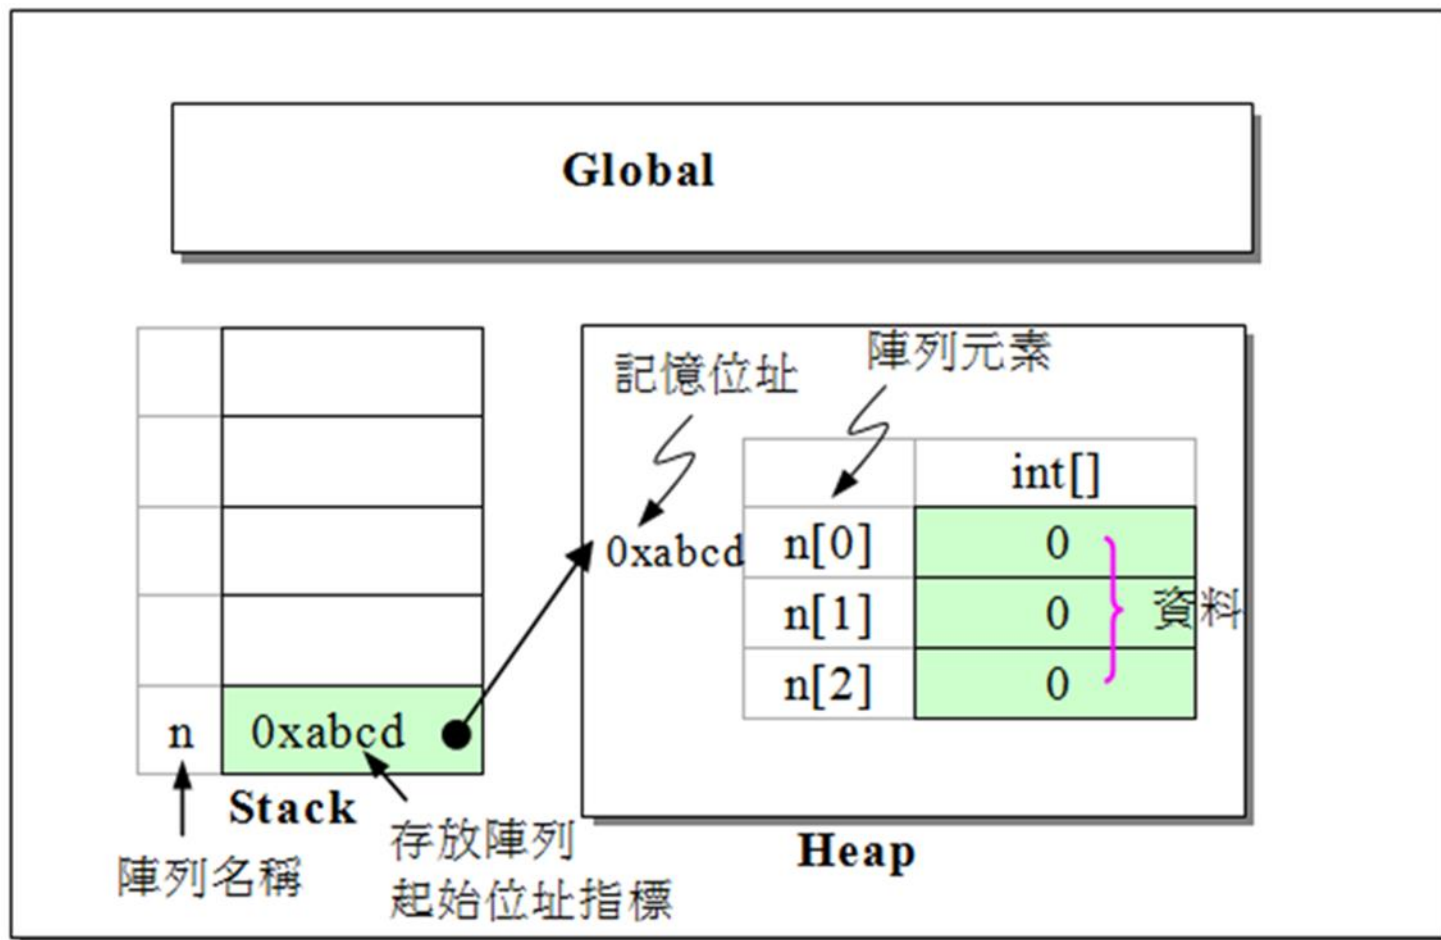 Global
記憶位址
陣列元素
int[]
0xabcd
n[0]
0
n[1]
0
資料
n[2]
0
n
0xabcd
Stack
陣列名稱
存放陣列
起始位址指標
Heap